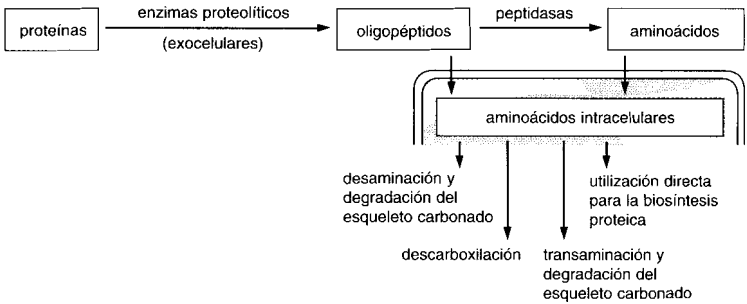 proteínas
enzimas proteolíticos
(exocelulares)
oligopéptidos
peptidasas
aminoácidos
aminoácidos intracelulares
desaminación y
degradación del
esqueleto carbonado
descarboxilación
transaminación y
degradación del
esqueleto carbonado
utilización directa
para la biosíntesis
proteica